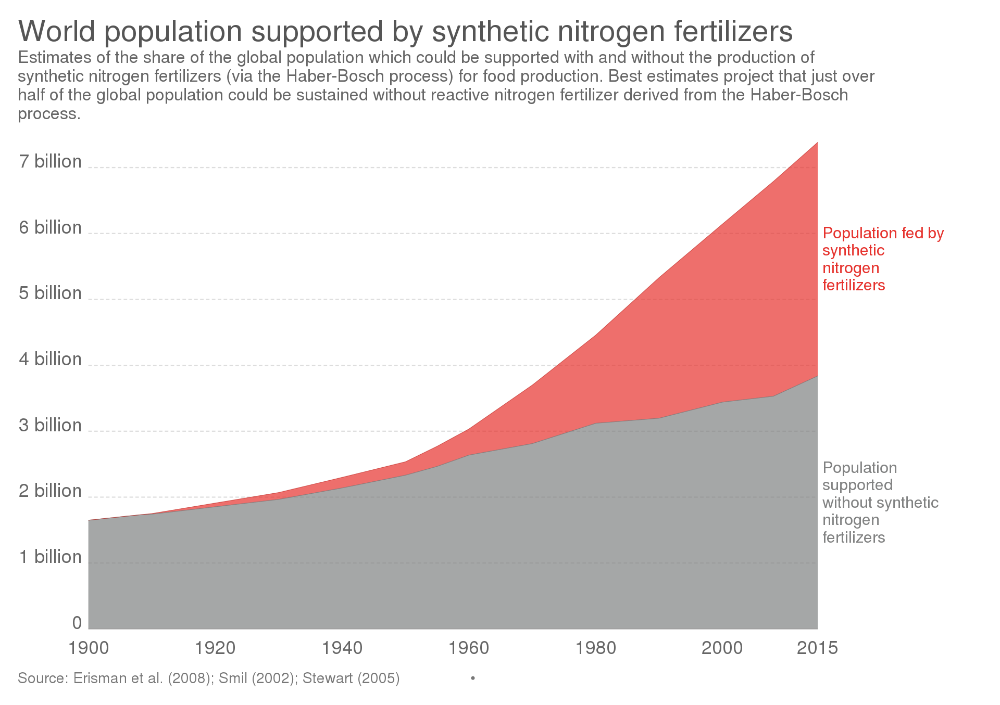 World population supported by synthetic nitrogen fertilizers
Estimates of the share of the global population which could be supported with and without the production of
synthetic nitrogen fertilizers (via the Haber-Bosch process) for food production. Best estimates project that just over
half of the global population could be sustained without reactive nitrogen fertilizer derived from the Haber-Bosch
process.
7 billion
6 billion
5 billion
4 billion
3 billion
2 billion
1 billion
0
Population fed by
synthetic
nitrogen
fertilizers
Population
supported
without synthetic
nitrogen
fertilizers
1900 1920 1940 1960 1980 2000 2015
Source: Erisman et al. (2008); Smil (2002); Stewart (2005) •